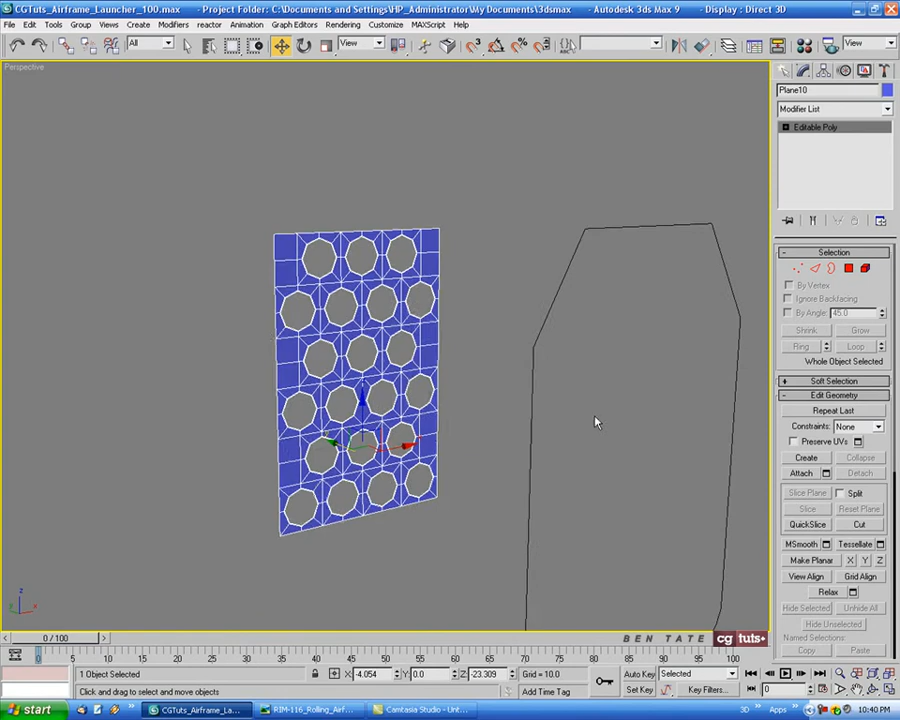 CGTuts_Airframe_Launcher_100.max - Project Folder: C:\Documents and Settings\HP_Administrator\My Documents\3dsmax - Autodesk 3ds Max 9 - Display : Direct 3D
File Edit Tools Group Views Create Modifiers reactor Animation Graph Editors Rendering Customize MAXScript Help
All View View
Perspective
Plane10
Modifier List
Editable Poly
Selection
By Vertex
Ignore Backfacing
By Angle: 45.0
Shrink Grow
Ring Loop
Whole Object Selected
Soft Selection
Edit Geometry
Repeat Last
Constraints: None
Preserve UVs
Create Collapse
Attach Detach
Slice Plane Split
Slice Reset Plane
QuickSlice Cut
MSmooth Tessellate
Make Planar X Y Z
View Align Grid Align
Relax
Hide Selected Unhide All
Hide Unselected
Named Selections:
Copy Paste
z
x
0 / 100
BEN TATE cg tuts+
0 5 10 15 20 25 30 35 40 45 50 55 60 65 70 75 80 85 90 95 100
1 Object Selected X: -4.054 Y: 0.0 Z: -23.309 Grid = 10.0 Auto Key Selected
Click and drag to select and move objects Add Time Tag Set Key Key Filters... 0
start CGTuts_Airframe_La... RIM-116_Rolling_Airf... Camtasia Studio - Unt... 3D Apps 10:40 PM